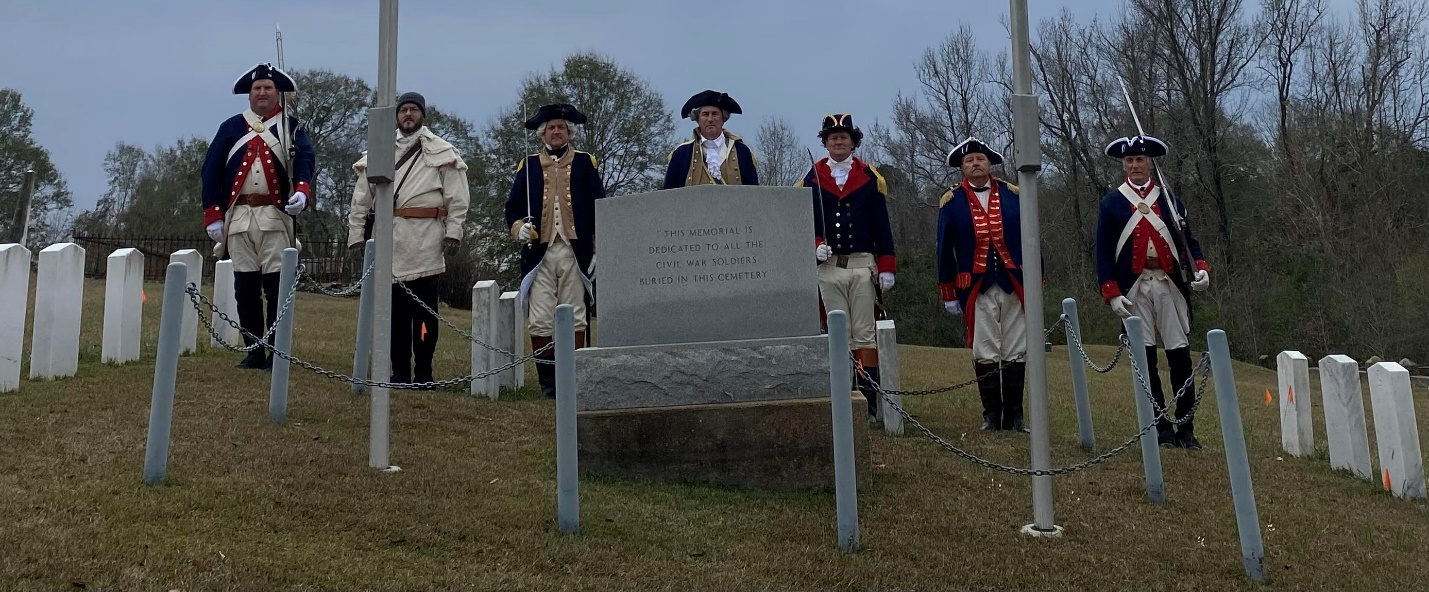 THIS MEMORIAL IS
DEDICATED TO ALL THE
CIVIL WAR SOLDIERS
BURIED IN THIS CEMETERY